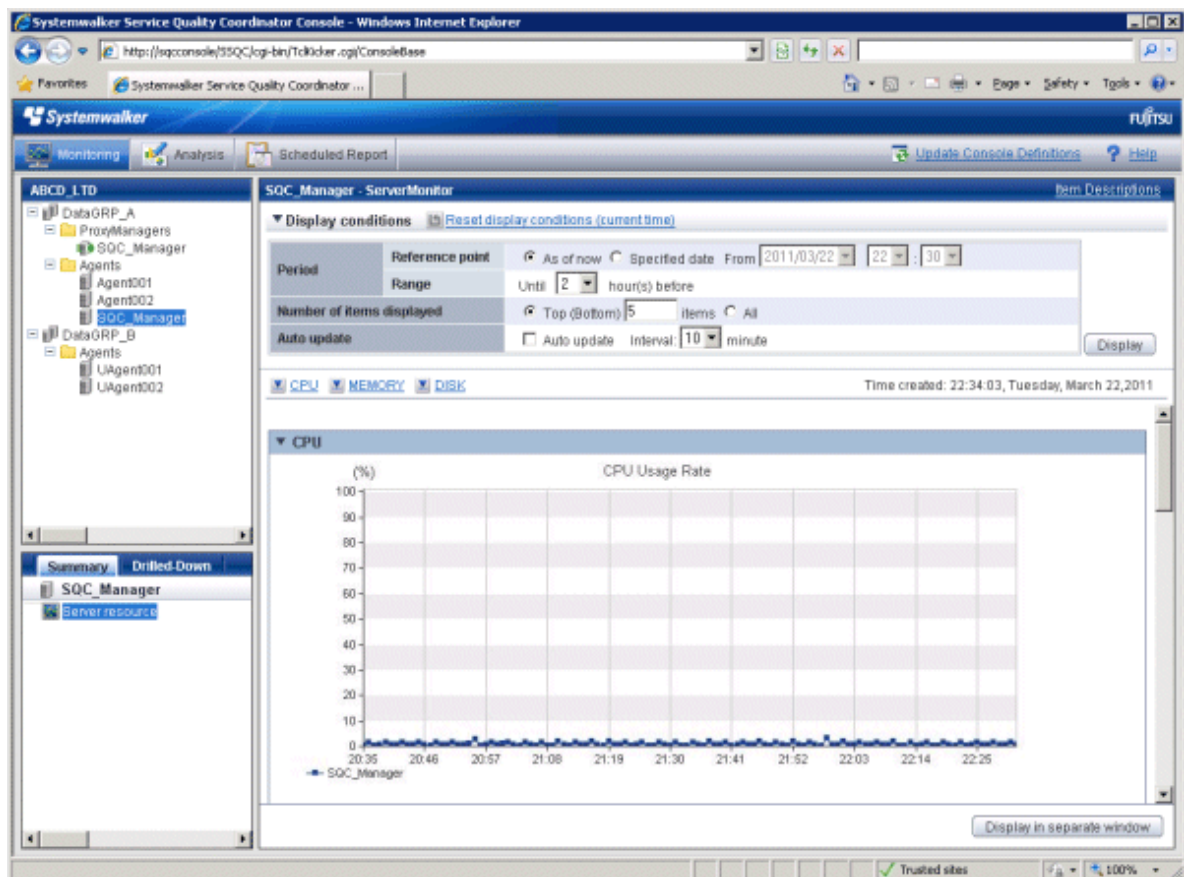 Systemwalker Service Quality Coordinator Console - Windows Internet Explorer
http://sqcconsole/SSQC/cgi-bin/TclKicker.cgi/ConsoleBase
Favorites Systemwalker Service Quality Coordinator ... Page Safety Tools
Systemwalker FUJITSU
Monitoring Analysis Scheduled Report Update Console Definitions ? Help
ABCD_LTD
DataGRP_A
ProxyManagers
SQC_Manager
Agents
Agent001
Agent002
SQC_Manager
DataGRP_B
Agents
UAgent001
UAgent002
Summary Drilled-Down
SQC_Manager
Server resource
SQC_Manager - ServerMonitor Item Descriptions
Display conditions Reset display conditions (current time)
Period Reference point As of now Specified date From 2011/03/22 22 : 30
Range Until 2 hour(s) before
Number of items displayed Top (Bottom) 5 items All
Auto update Auto update Interval: 10 minute
Display
CPU MEMORY DISK Time created: 22:34:03, Tuesday, March 22,2011
CPU
(%) CPU Usage Rate
100
90
80
70
60
50
40
30
20
10
0
20:35 20:46 20:57 21:08 21:19 21:30 21:41 21:52 22:03 22:14 22:25
SQC_Manager
Display in separate window
Trusted sites 100%